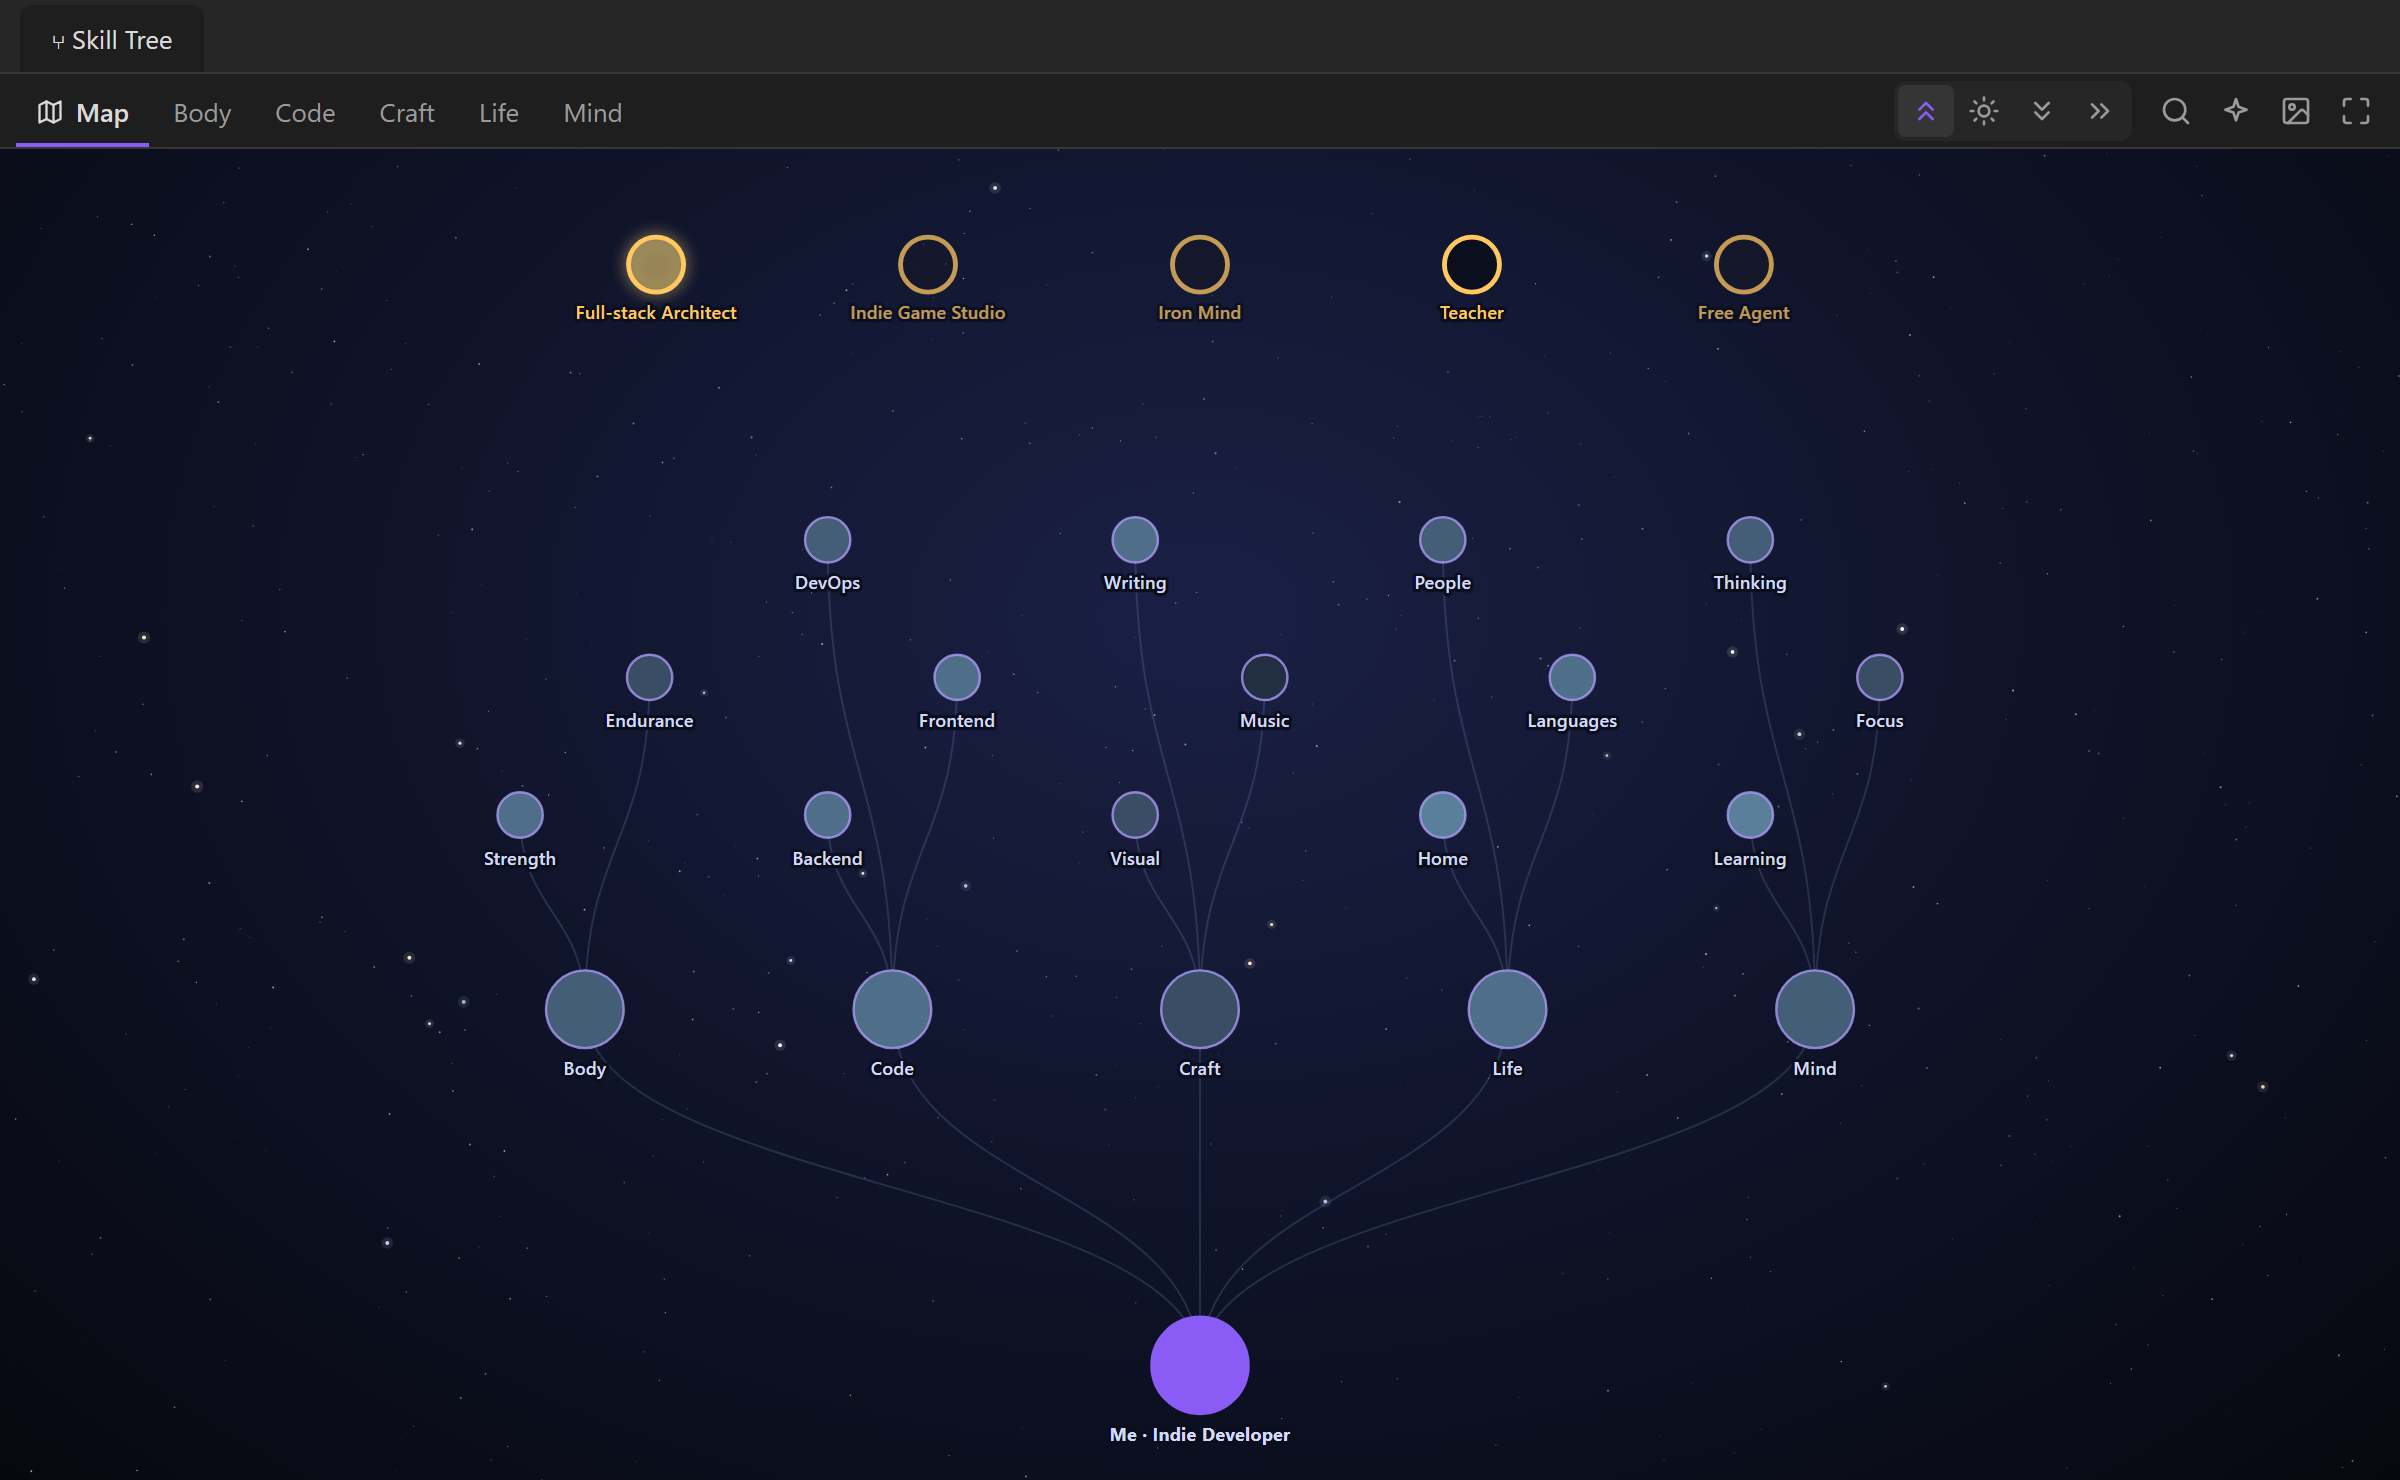 Skill Tree
Map
Body
Code
Craft
Life
Mind
Full-stack Architect
Indie Game Studio
Iron Mind
Teacher
Free Agent
DevOps
Writing
People
Thinking
Endurance
Frontend
Music
Languages
Focus
Strength
Backend
Visual
Home
Learning
Body
Code
Craft
Life
Mind
Me · Indie Developer